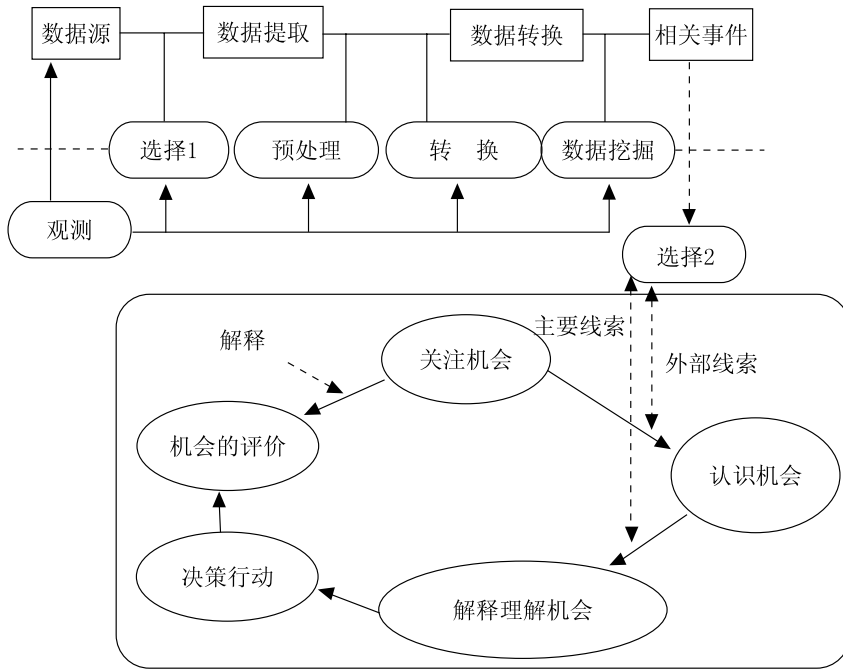 数据源
数据提取
数据转换
相关事件
选择1
预处理
转　换
数据挖掘
观测
选择2
主要线索
解释
关注机会
外部线索
机会的评价
认识机会
决策行动
解释理解机会